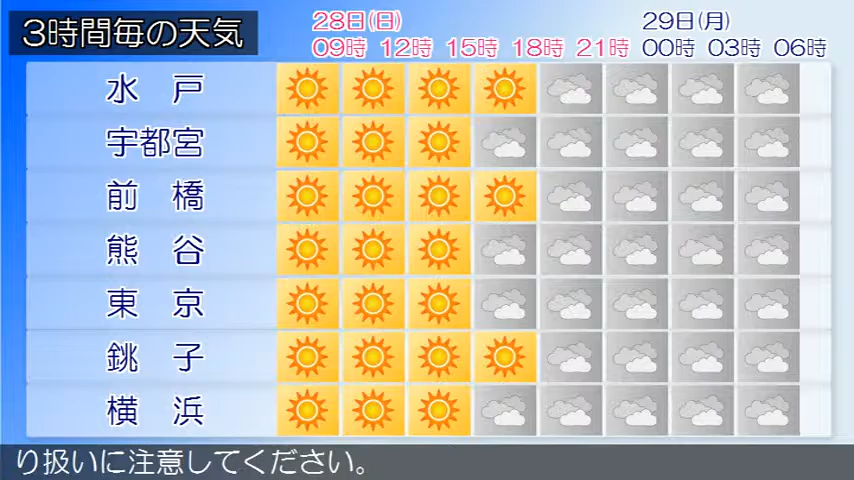 3時間毎の天気
28日(日) 29日(月)
09時 12時 15時 18時 21時 00時 03時 06時
水 戸
宇都宮
前 橋
熊 谷
東 京
銚 子
横 浜
り扱いに注意してください。